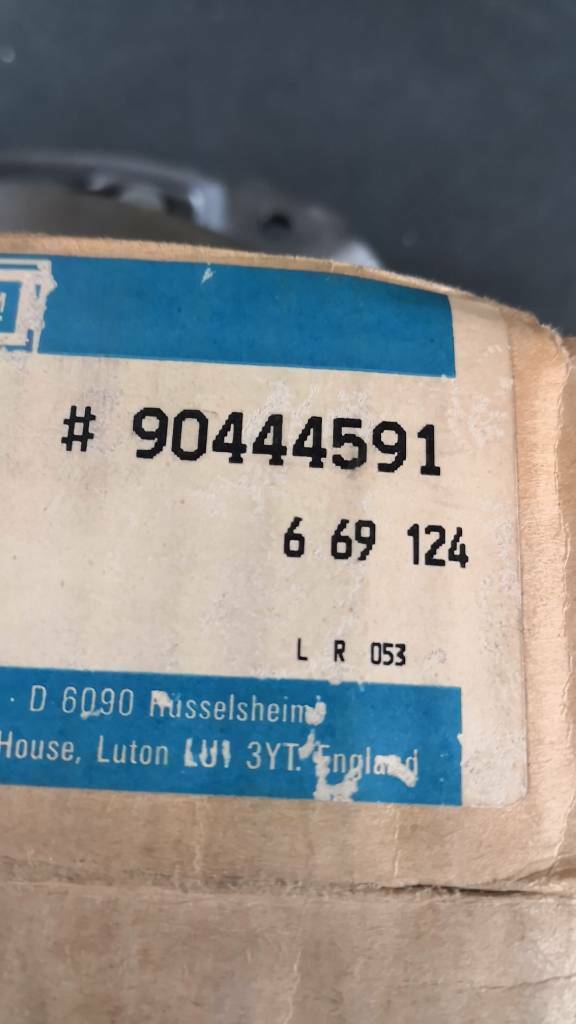 # 90444591
6 69 124
L R 053
· D 6090 Rüsselsheim
House, Luton LU1 3YT. England